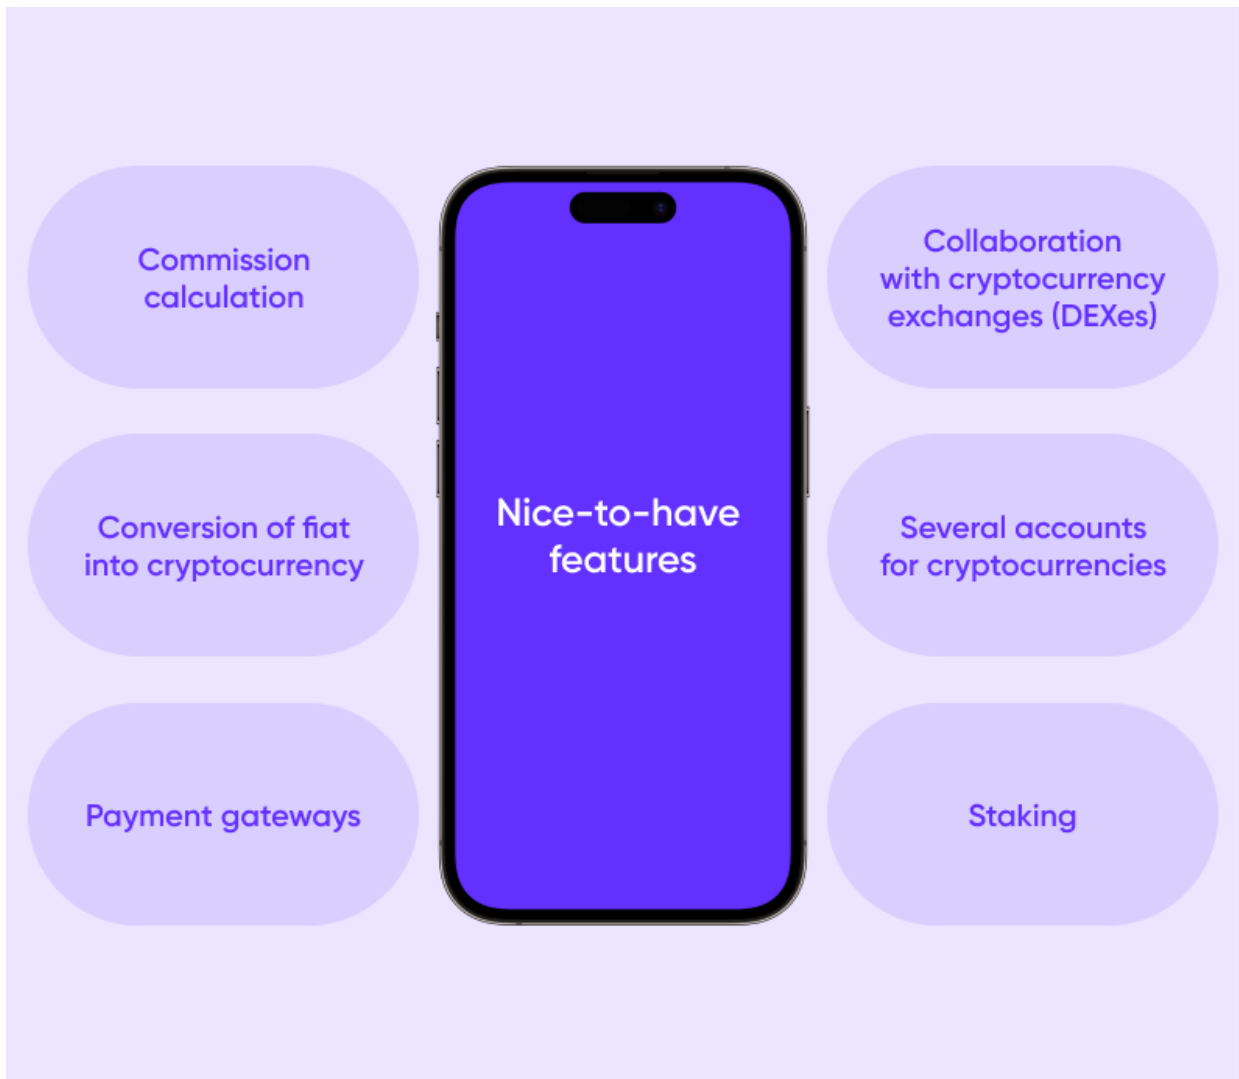 Commission
calculation
Conversion of fiat
into cryptocurrency
Payment gateways
Nice-to-have
features
Collaboration
with cryptocurrency
exchanges (DEXes)
Several accounts
for cryptocurrencies
Staking